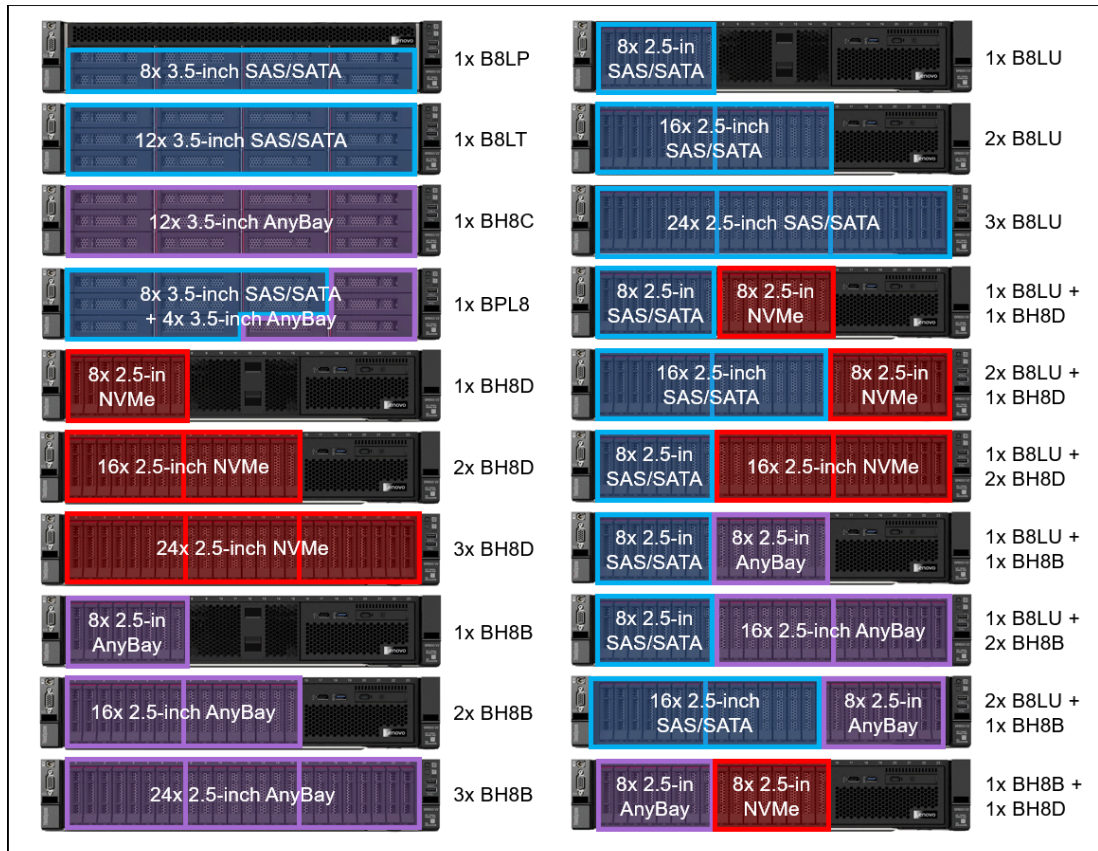 8x 3.5-inch SAS/SATA
1x B8LP
12x 3.5-inch SAS/SATA
1x B8LT
12x 3.5-inch AnyBay
1x BH8C
8x 3.5-inch SAS/SATA
+ 4x 3.5-inch AnyBay
1x BPL8
8x 2.5-in
NVMe
1x BH8D
16x 2.5-inch NVMe
2x BH8D
24x 2.5-inch NVMe
3x BH8D
8x 2.5-in
AnyBay
1x BH8B
16x 2.5-inch AnyBay
2x BH8B
24x 2.5-inch AnyBay
3x BH8B
8x 2.5-in
SAS/SATA
1x B8LU
16x 2.5-inch
SAS/SATA
2x B8LU
24x 2.5-inch SAS/SATA
3x B8LU
8x 2.5-in
SAS/SATA
8x 2.5-in
NVMe
1x B8LU +
1x BH8D
16x 2.5-inch
SAS/SATA
8x 2.5-in
NVMe
2x B8LU +
1x BH8D
8x 2.5-in
SAS/SATA
16x 2.5-inch NVMe
1x B8LU +
2x BH8D
8x 2.5-in
SAS/SATA
8x 2.5-in
AnyBay
1x B8LU +
1x BH8B
8x 2.5-in
SAS/SATA
16x 2.5-inch AnyBay
1x B8LU +
2x BH8B
16x 2.5-inch
SAS/SATA
8x 2.5-in
AnyBay
2x B8LU +
1x BH8B
8x 2.5-in
AnyBay
8x 2.5-in
NVMe
1x BH8B +
1x BH8D